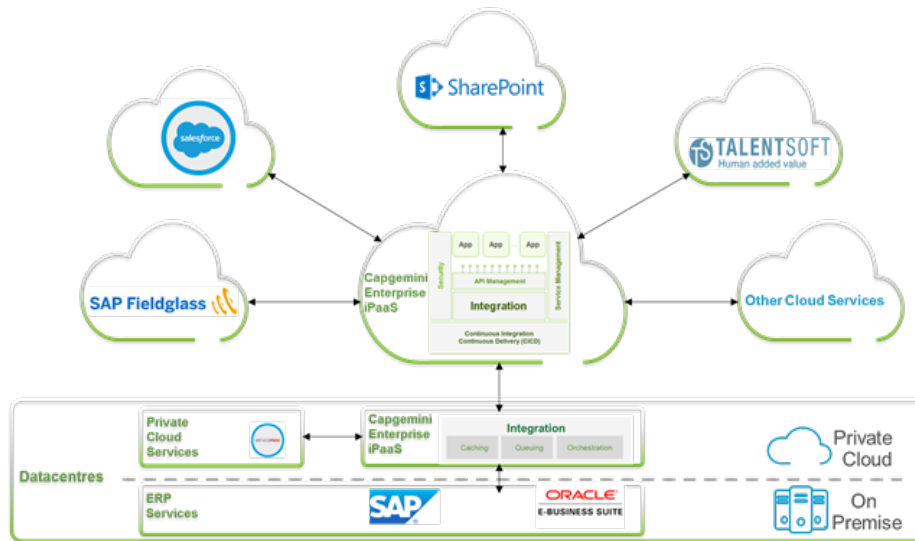 SharePoint
salesforce
TALENTSOFT
Human added value
SAP Fieldglass
Capgemini
Enterprise
iPaaS
Security
App
App
App
API Management
Integration
Service Management
Continuous Integration
Continuous Delivery (CICD)
Other Cloud Services
Datacentres
Private
Cloud
Services
servicenow
Capgemini
Enterprise
iPaaS
Integration
Caching
Queuing
Orchestration
Private
Cloud
ERP
Services
SAP
ORACLE
E-BUSINESS SUITE
On
Premise